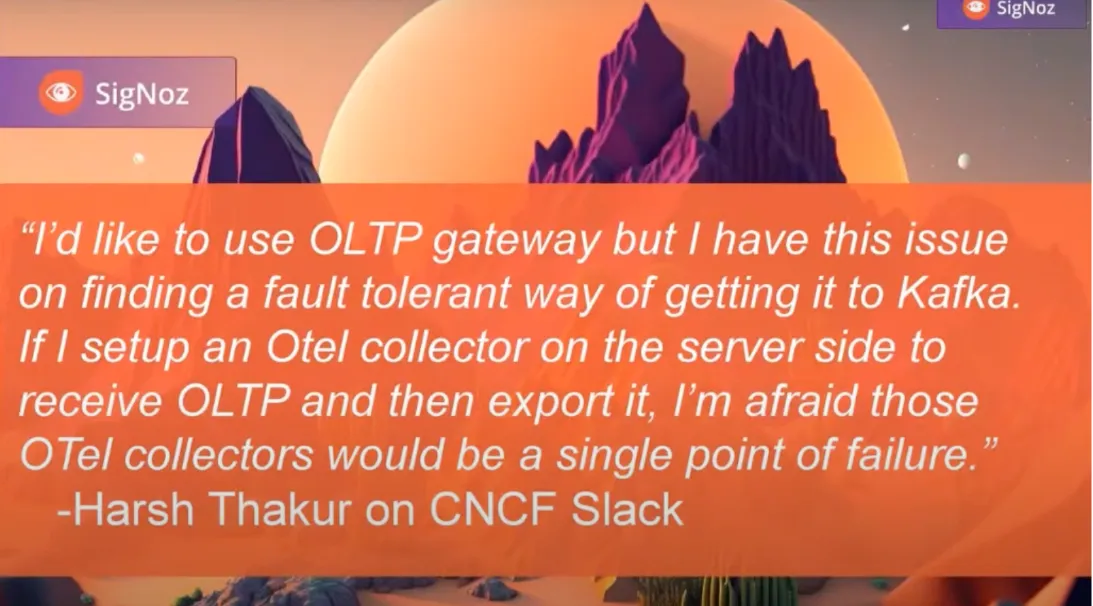 SigNoz
SigNoz
“I’d like to use OLTP gateway but I have this issue
on finding a fault tolerant way of getting it to Kafka.
If I setup an Otel collector on the server side to
receive OLTP and then export it, I’m afraid those
OTel collectors would be a single point of failure.”
-Harsh Thakur on CNCF Slack